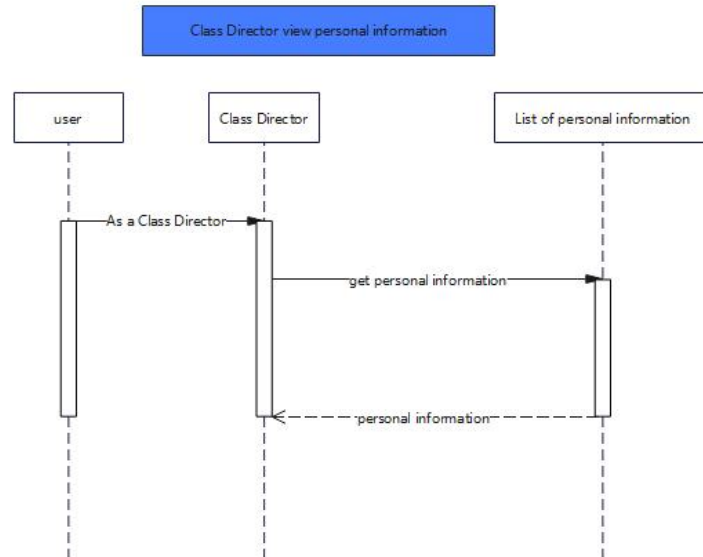 Class Director view personal information
user
Class Director
List of personal information
As a Class Director
get personal information
personal information